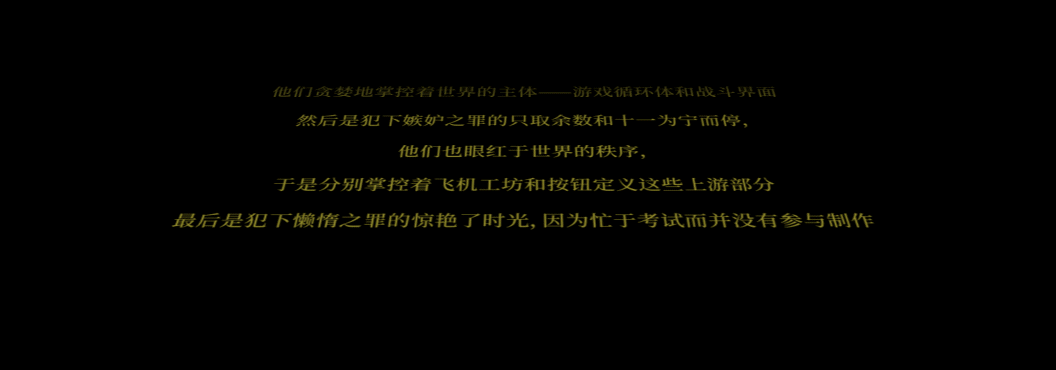 他们贪婪地掌控着世界的主体——游戏循环体和战斗界面
然后是犯下嫉妒之罪的只取余数和十一为宁而停，
他们也眼红于世界的秩序，
于是分别掌控着飞机工坊和按钮定义这些上游部分
最后是犯下懒惰之罪的惊艳了时光，因为忙于考试而并没有参与制作